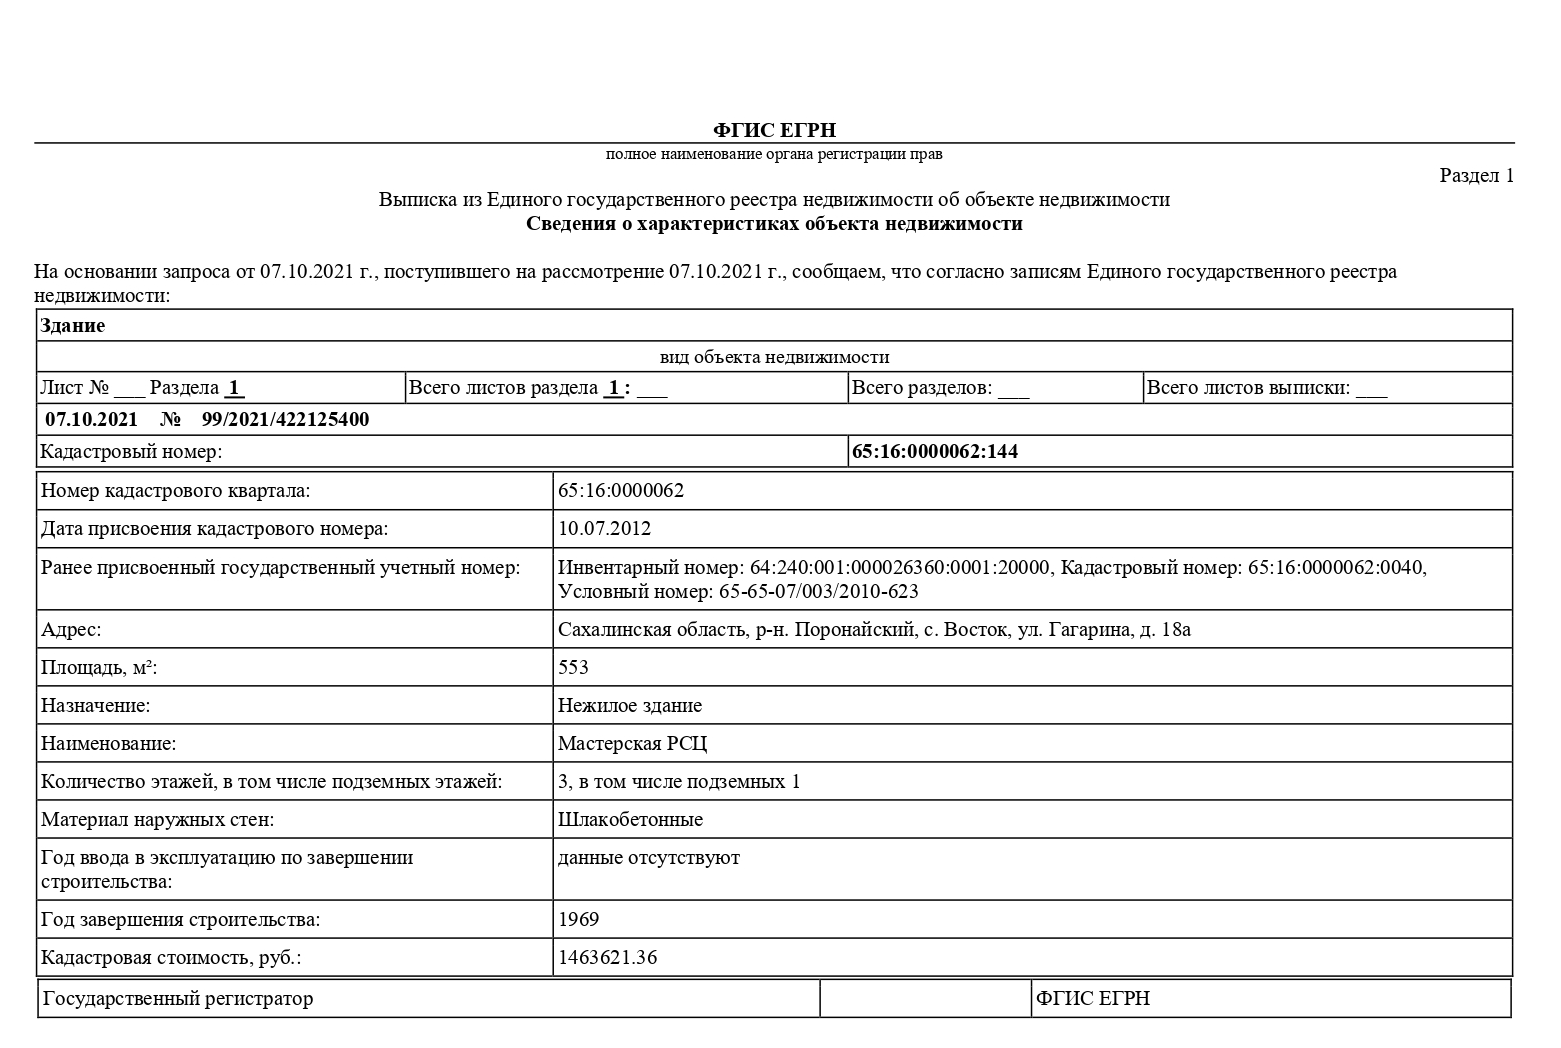 ФГИС ЕГРН
полное наименование органа регистрации прав
Раздел 1
Выписка из Единого государственного реестра недвижимости об объекте недвижимости
Сведения о характеристиках объекта недвижимости
На основании запроса от 07.10.2021 г., поступившего на рассмотрение 07.10.2021 г., сообщаем, что согласно записям Единого государственного реестра
недвижимости:
Здание
вид объекта недвижимости
Лист № ___ Раздела 1 Всего листов раздела 1 : ___ Всего разделов: ___ Всего листов выписки: ___
07.10.2021 № 99/2021/422125400
Кадастровый номер: 65:16:0000062:144
Номер кадастрового квартала: 65:16:0000062
Дата присвоения кадастрового номера: 10.07.2012
Ранее присвоенный государственный учетный номер: Инвентарный номер: 64:240:001:000026360:0001:20000, Кадастровый номер: 65:16:0000062:0040,
Условный номер: 65-65-07/003/2010-623
Адрес: Сахалинская область, р-н. Поронайский, с. Восток, ул. Гагарина, д. 18а
Площадь, м²: 553
Назначение: Нежилое здание
Наименование: Мастерская РСЦ
Количество этажей, в том числе подземных этажей: 3, в том числе подземных 1
Материал наружных стен: Шлакобетонные
Год ввода в эксплуатацию по завершении данные отсутствуют
строительства:
Год завершения строительства: 1969
Кадастровая стоимость, руб.: 1463621.36
Государственный регистратор ФГИС ЕГРН